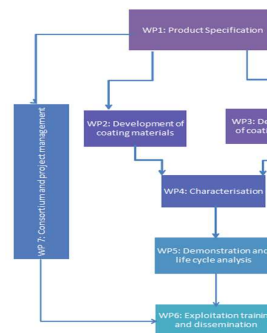 WP1: Product Specification
WP2: Development of
coating materials
WP3: De
of coati
WP 7: Consortium and project management
WP4: Characterisation
WP5: Demonstration and
life cycle analysis
WP6: Exploitation trainin
and dissemination